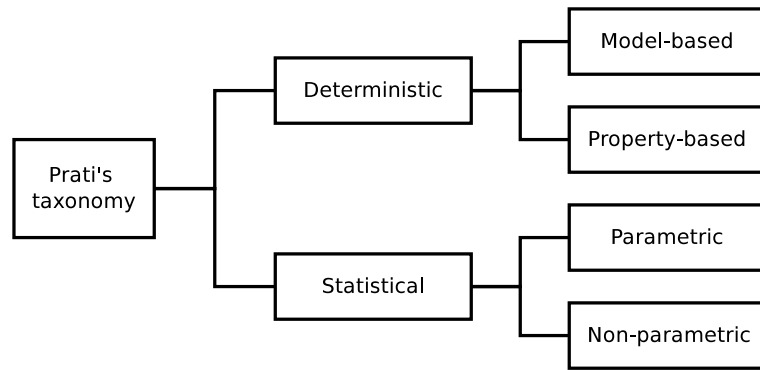 Prati's
taxonomy
Deterministic
Model-based
Property-based
Statistical
Parametric
Non-parametric